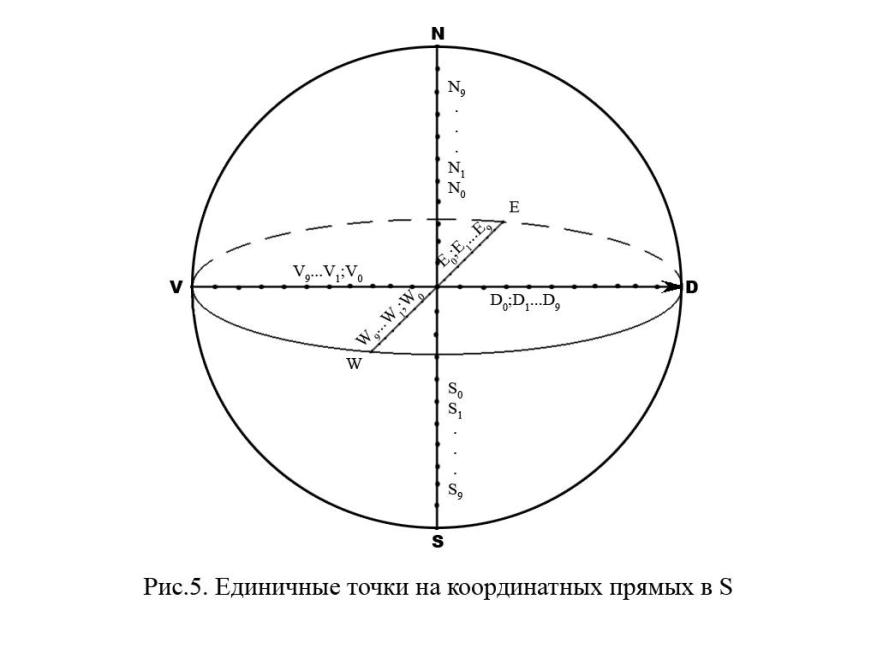 N
N₉
.
.
.
N₁
N₀
E
E₀;E₁...E₉
V
V₉...V₁;V₀
D₀:D₁...D₉
D
W₉...W₁;W₀
W
S₀
S₁
.
.
.
S₉
S
Рис.5. Единичные точки на координатных прямых в S